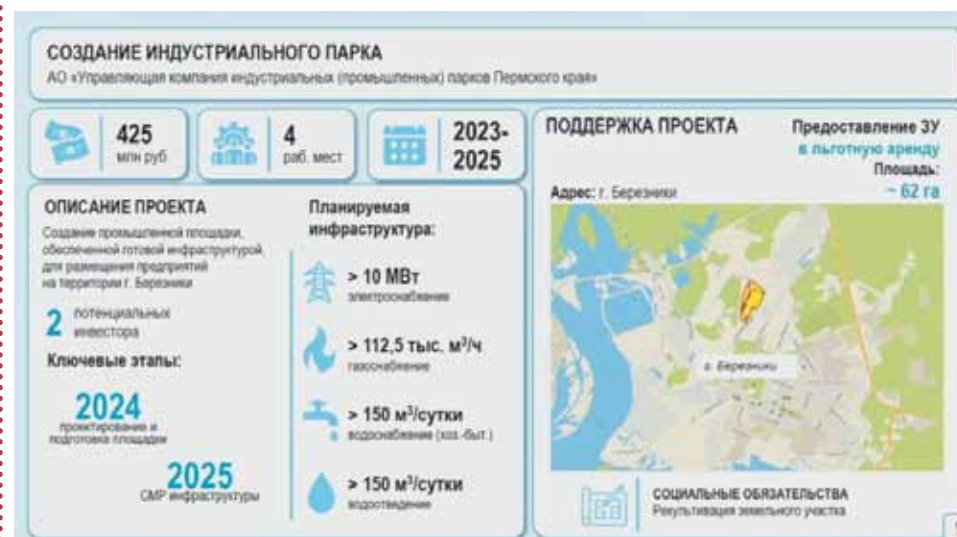 СОЗДАНИЕ ИНДУСТРИАЛЬНОГО ПАРКА
АО «Управляющая компания индустриальных (промышленных) парков Пермского края»
425
млн руб
4
раб. мест
2023-
2025
ОПИСАНИЕ ПРОЕКТА
Создание промышленной площадки,
обеспеченной готовой инфраструктурой,
для размещения предприятий
на территории г. Березники
2 потенциальных
инвестора
Ключевые этапы:
2024
проектирование и
подготовка площадки
2025
СМР инфраструктуры
Планируемая
инфраструктура:
> 10 МВт
электроснабжение
> 112,5 тыс. м³/ч
газоснабжение
> 150 м³/сутки
водоснабжение (хоз.-быт.)
> 150 м³/сутки
водоотведение
ПОДДЕРЖКА ПРОЕКТА
Предоставление ЗУ
в льготную аренду
Площадь:
~ 62 га
Адрес: г. Березники
г. Березники
СОЦИАЛЬНЫЕ ОБЯЗАТЕЛЬСТВА
Рекультивация земельного участка